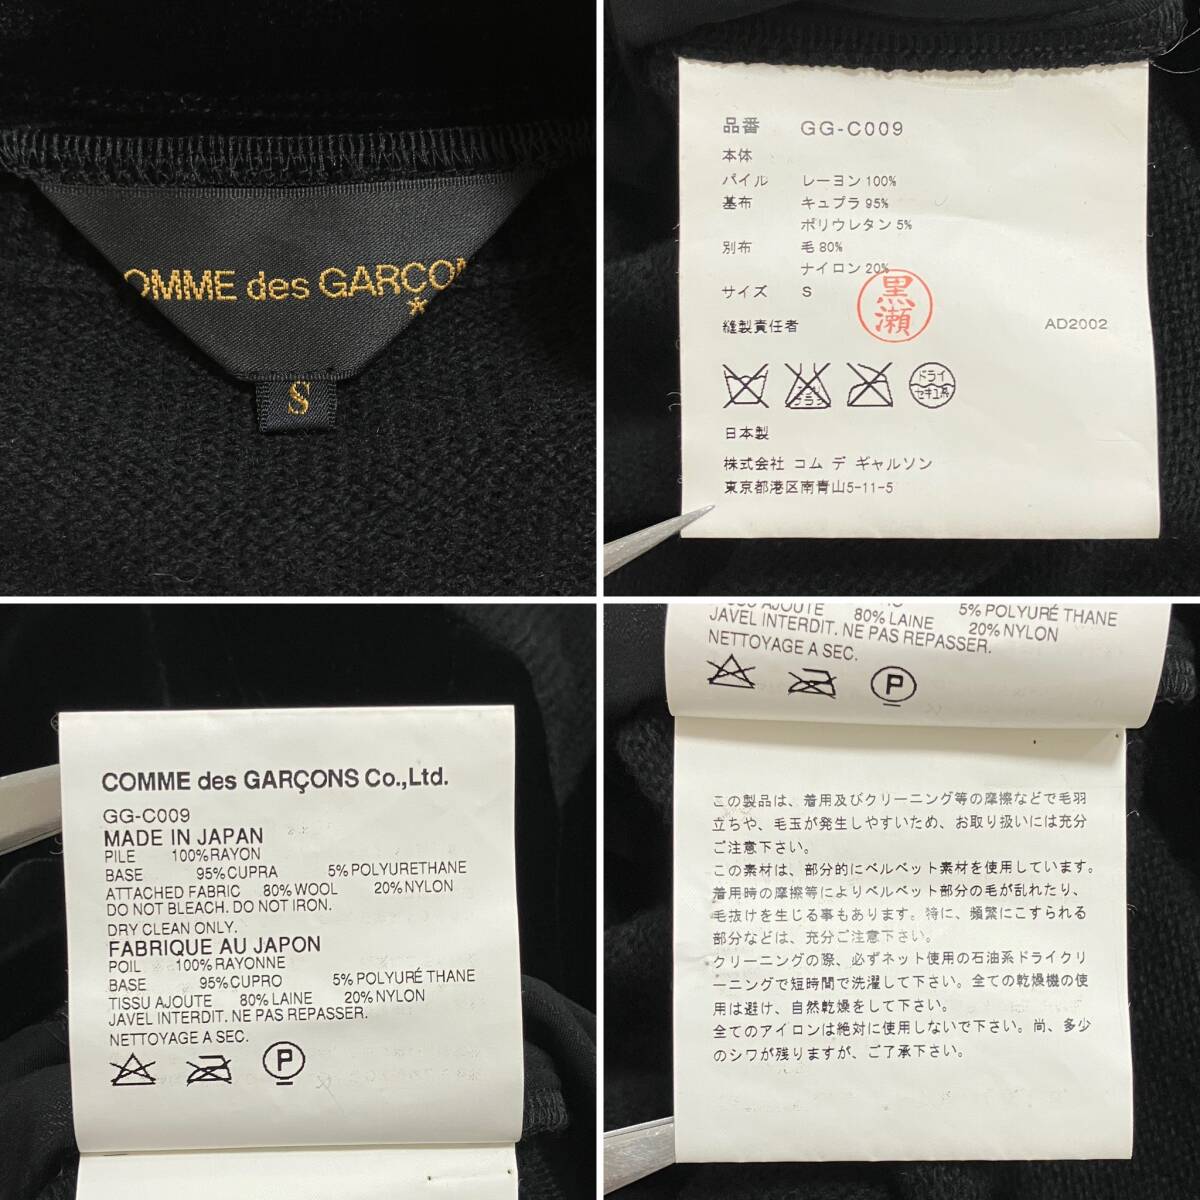 OMME des GARÇO
S
品番 GG-C009
本体
パイル レーヨン 100%
基布 キュプラ 95%
ポリウレタン 5%
別布 毛 80%
ナイロン 20%
サイズ S
黒瀬
縫製責任者 AD2002
ドライ
セキユ系
日本製
株式会社 コム デ ギャルソン
東京都港区南青山5-11-5
COMME des GARÇONS Co.,Ltd.
GG-C009
MADE IN JAPAN
PILE 100%RAYON
BASE 95%CUPRA 5%POLYURETHANE
ATTACHED FABRIC 80%WOOL 20%NYLON
DO NOT BLEACH. DO NOT IRON.
DRY CLEAN ONLY.
FABRIQUE AU JAPON
POIL 100%RAYONNE
BASE 95%CUPRO 5%POLYURÉ THANE
TISSU AJOUTE 80%LAINE 20%NYLON
JAVEL INTERDIT. NE PAS REPASSER.
NETTOYAGE A SEC.
P
AJOUTE 80%LAINE 5%POLYURÉ THANE
JAVEL INTERDIT. NE PAS REPASSER. 20%NYLON
NETTOYAGE A SEC.
P
この製品は、着用及びクリーニング等の摩擦などで毛羽
立ちや、毛玉が発生しやすいため、お取り扱いには充分
ご注意下さい。
この素材は、部分的にベルベット素材を使用しています。
着用時の摩擦等によりベルベット部分の毛が乱れたり、
毛抜けを生じる事もあります。特に、頻繁にこすられる
部分などは、充分ご注意下さい。
クリーニングの際、必ずネット使用の石油系ドライクリ
ーニングで短時間で洗濯して下さい。全ての乾燥機の使
用は避け、自然乾燥をして下さい。
全てのアイロンは絶対に使用しないで下さい。尚、多少
のシワが残りますが、ご了承下さい。